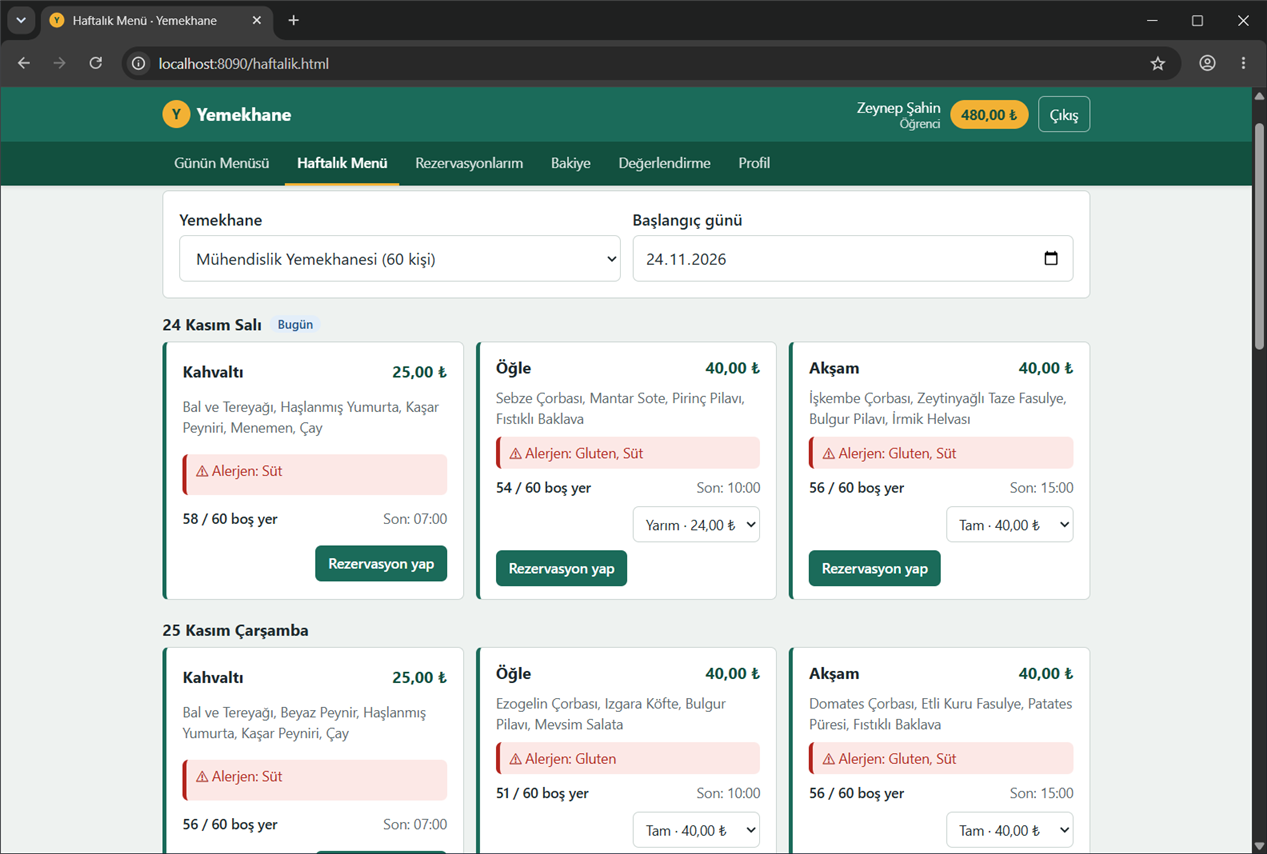 Y Haftalık Menü · Yemekhane
localhost:8090/haftalik.html
Y Yemekhane
Zeynep Şahin
Öğrenci
480,00 ₺
Çıkış
Günün Menüsü Haftalık Menü Rezervasyonlarım Bakiye Değerlendirme Profil
Yemekhane
Mühendislik Yemekhanesi (60 kişi)
Başlangıç günü
24.11.2026
24 Kasım Salı Bugün
Kahvaltı 25,00 ₺
Bal ve Tereyağı, Haşlanmış Yumurta, Kaşar
Peyniri, Menemen, Çay
⚠ Alerjen: Süt
58 / 60 boş yer Son: 07:00
Rezervasyon yap
Öğle 40,00 ₺
Sebze Çorbası, Mantar Sote, Pirinç Pilavı,
Fıstıklı Baklava
⚠ Alerjen: Gluten, Süt
54 / 60 boş yer Son: 10:00
Yarım · 24,00 ₺
Rezervasyon yap
Akşam 40,00 ₺
İşkembe Çorbası, Zeytinyağlı Taze Fasulye,
Bulgur Pilavı, İrmik Helvası
⚠ Alerjen: Gluten, Süt
56 / 60 boş yer Son: 15:00
Tam · 40,00 ₺
Rezervasyon yap
25 Kasım Çarşamba
Kahvaltı 25,00 ₺
Bal ve Tereyağı, Beyaz Peynir, Haşlanmış
Yumurta, Kaşar Peyniri, Çay
⚠ Alerjen: Süt
56 / 60 boş yer Son: 07:00
Öğle 40,00 ₺
Ezogelin Çorbası, Izgara Köfte, Bulgur
Pilavı, Mevsim Salata
⚠ Alerjen: Gluten
51 / 60 boş yer Son: 10:00
Tam · 40,00 ₺
Akşam 40,00 ₺
Domates Çorbası, Etli Kuru Fasulye, Patates
Püresi, Fıstıklı Baklava
⚠ Alerjen: Gluten, Süt
56 / 60 boş yer Son: 15:00
Tam · 40,00 ₺